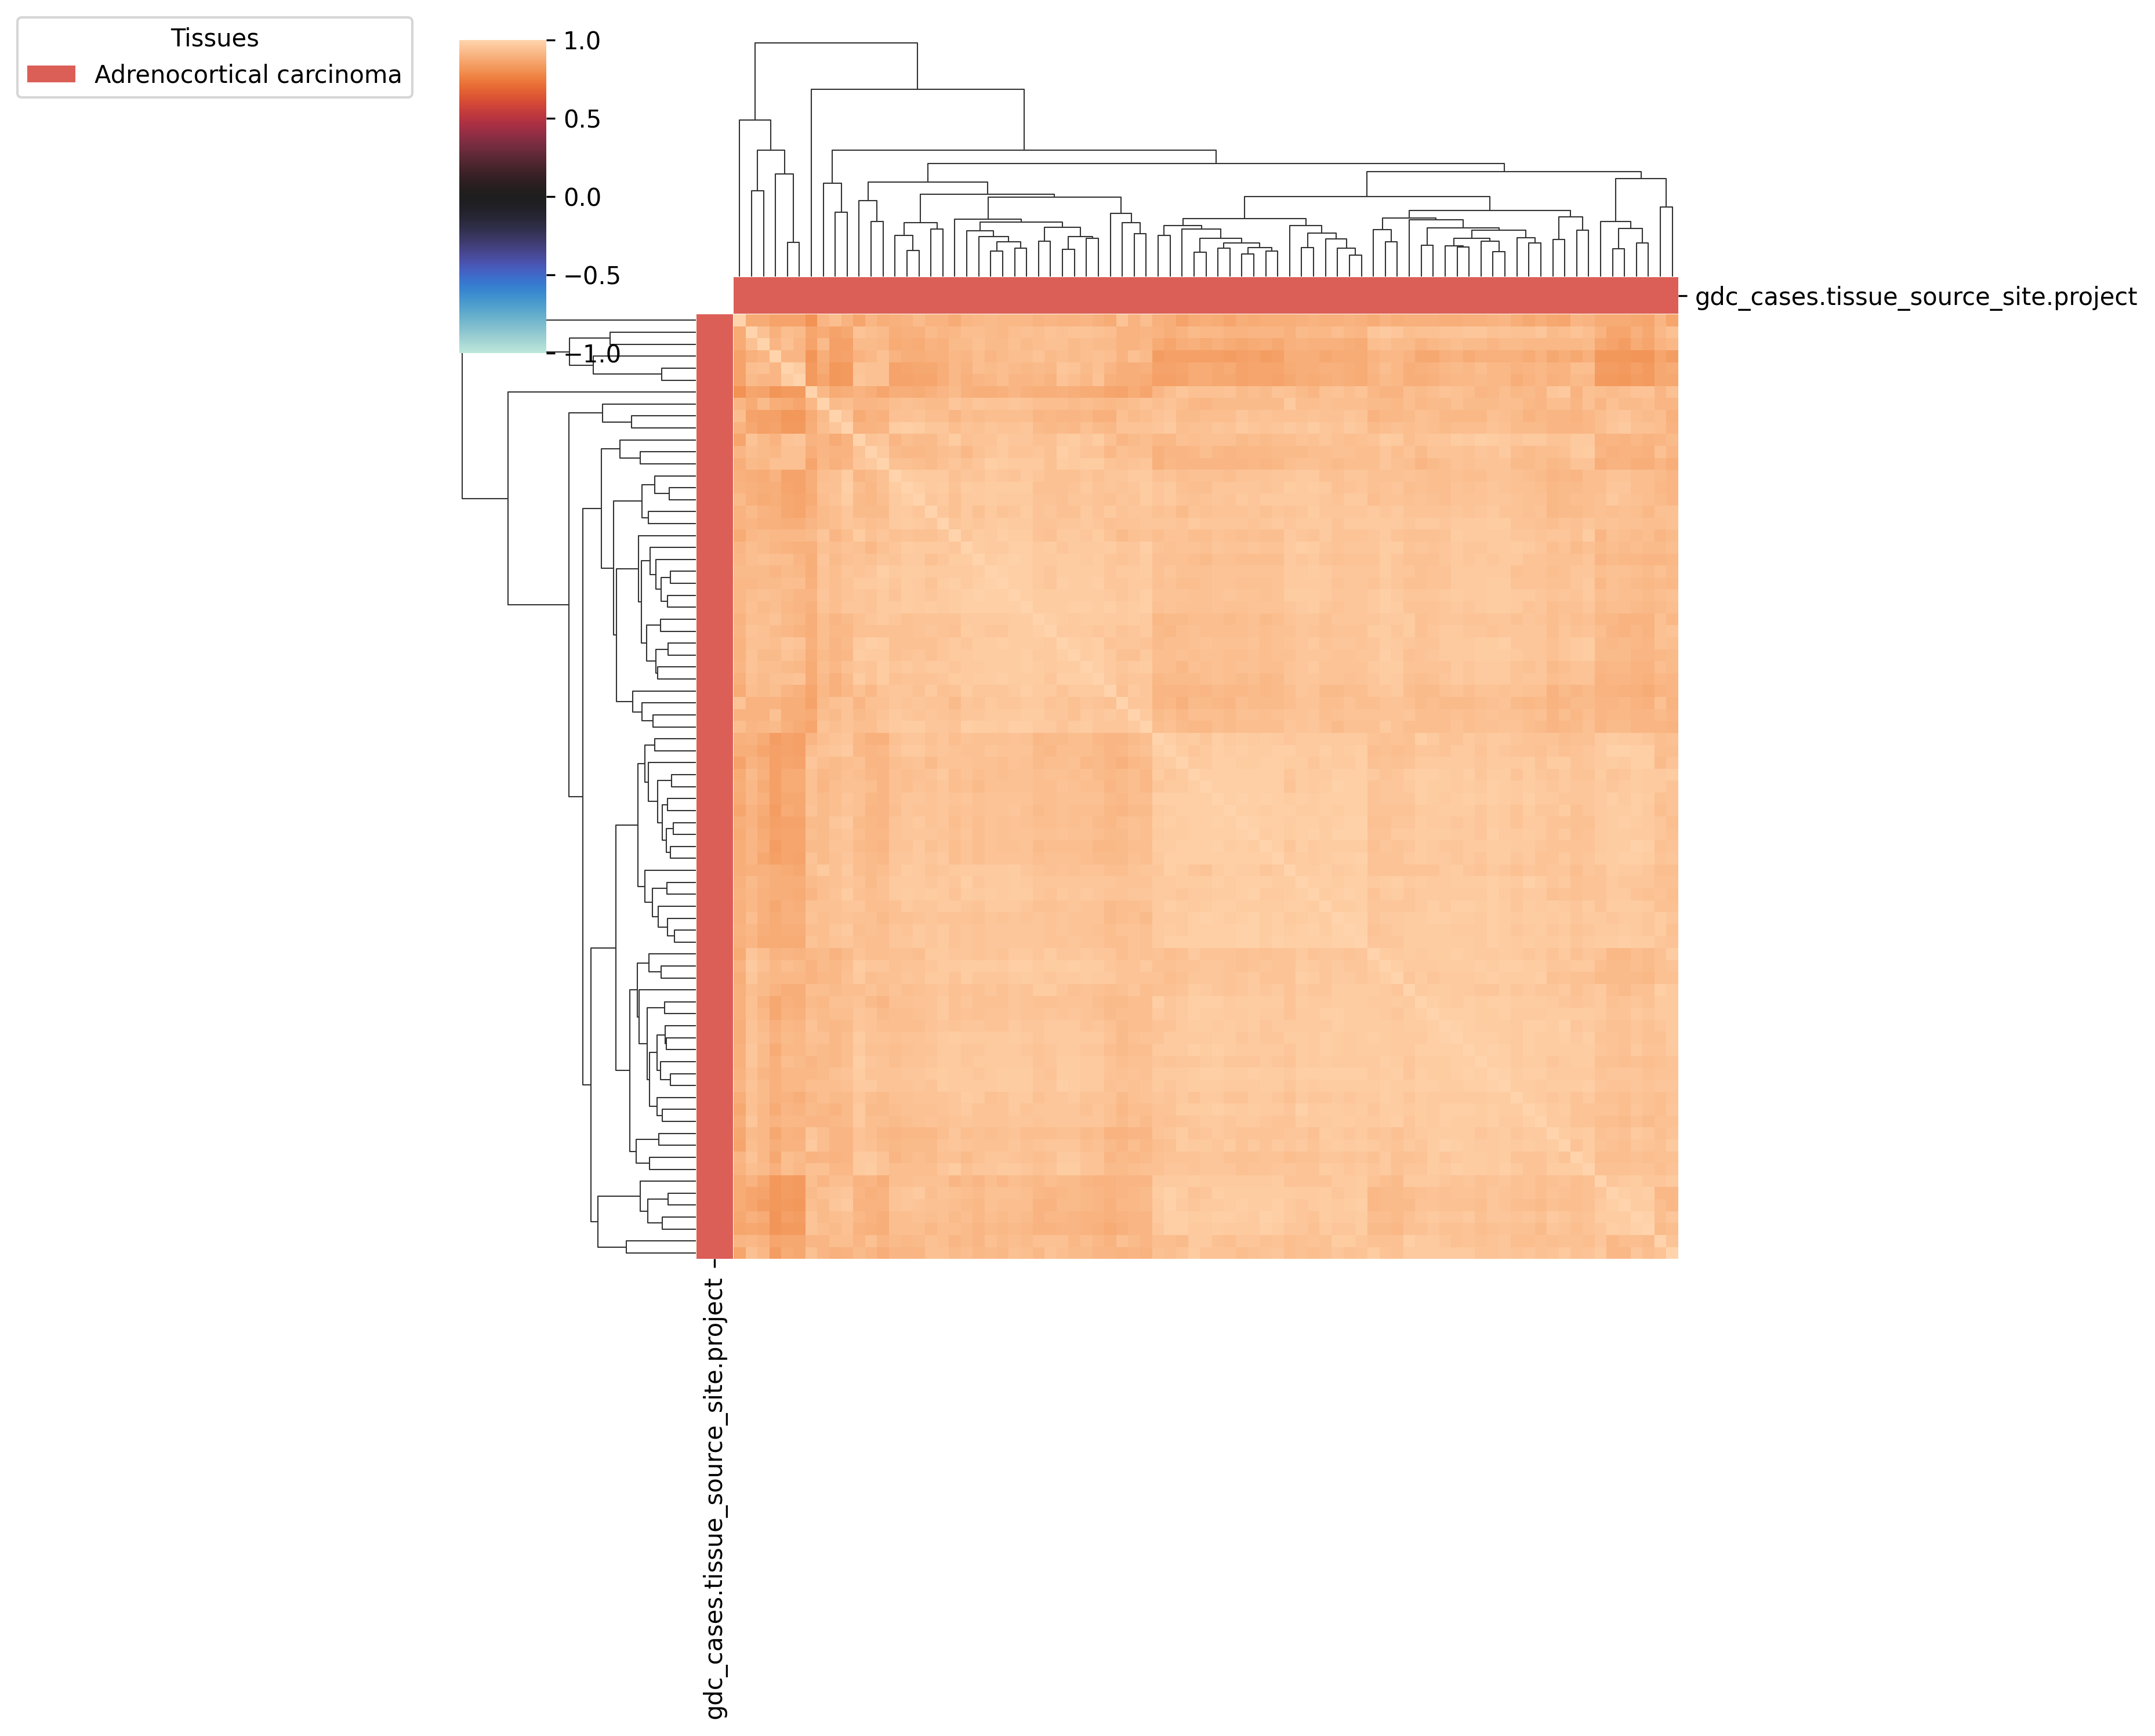 Tissues
Adrenocortical carcinoma
1.0
0.5
0.0
−0.5
−1.0
gdc_cases.tissue_source_site.project
gdc_cases.tissue_source_site.project